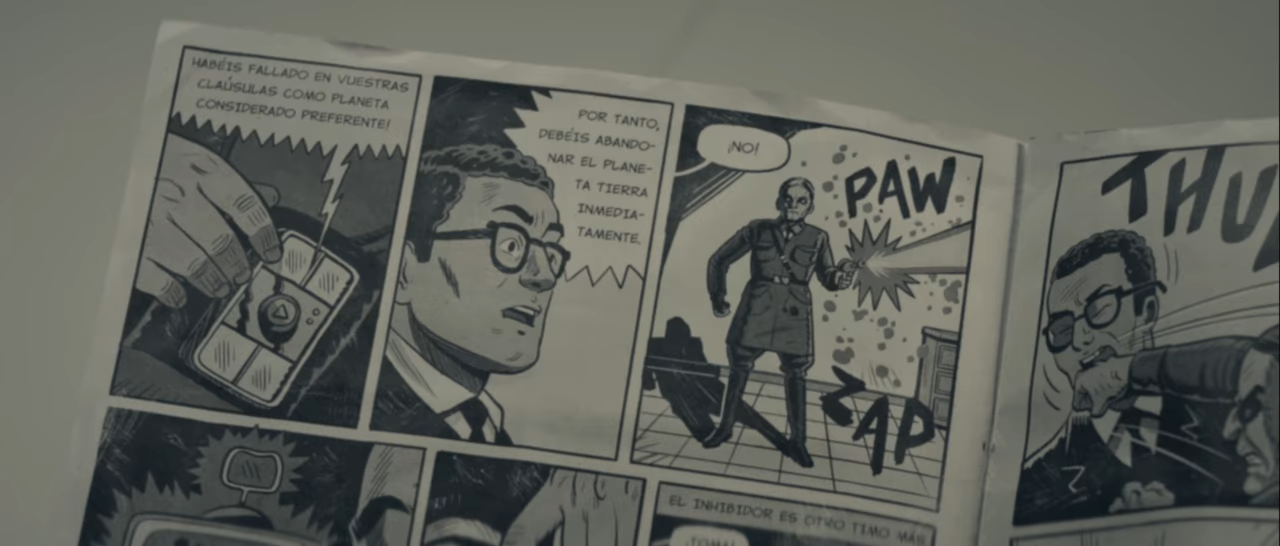 HABÉIS FALLADO EN VUESTRAS
CLAÚSULAS COMO PLANETA
CONSIDERADO PREFERENTE!
POR TANTO,
DEBÉIS ABANDO-
NAR EL PLANE-
TA TIERRA
INMEDIA-
TAMENTE.
¡NO!
PAW
ZAP
EL INHIBIDOR ES OTRO TIMO MÁS
¡TOMA!
THU